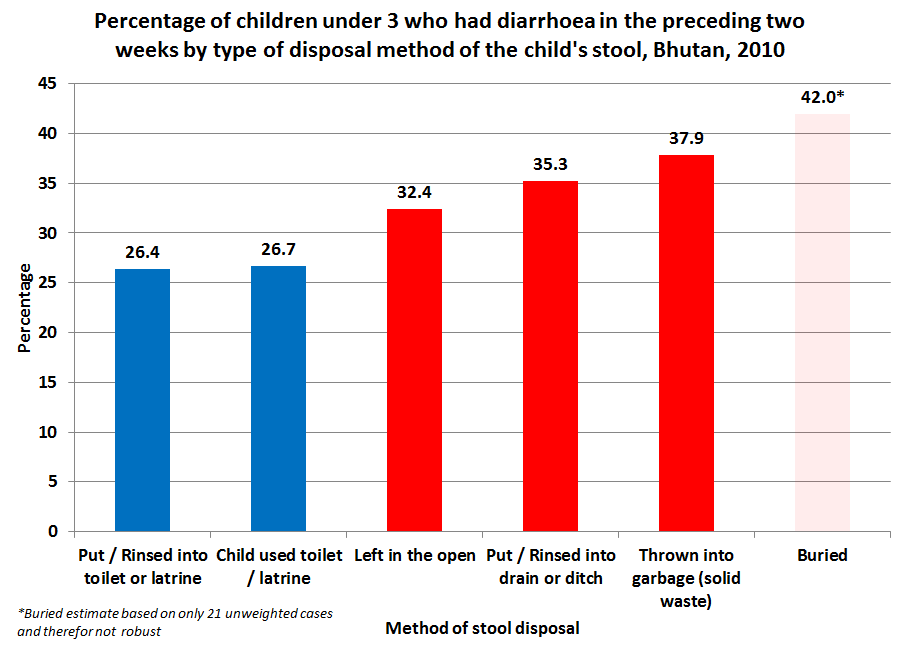 Percentage of children under 3 who had diarrhoea in the preceding two
weeks by type of disposal method of the child's stool, Bhutan, 2010
Percentage
45
40
35
30
25
20
15
10
5
0
26.4
26.7
32.4
35.3
37.9
42.0*
Put / Rinsed into
toilet or latrine
Child used toilet
/ latrine
Left in the open
Put / Rinsed into
drain or ditch
Thrown into
garbage (solid
waste)
Buried
*Buried estimate based on only 21 unweighted cases
and therefor not robust
Method of stool disposal